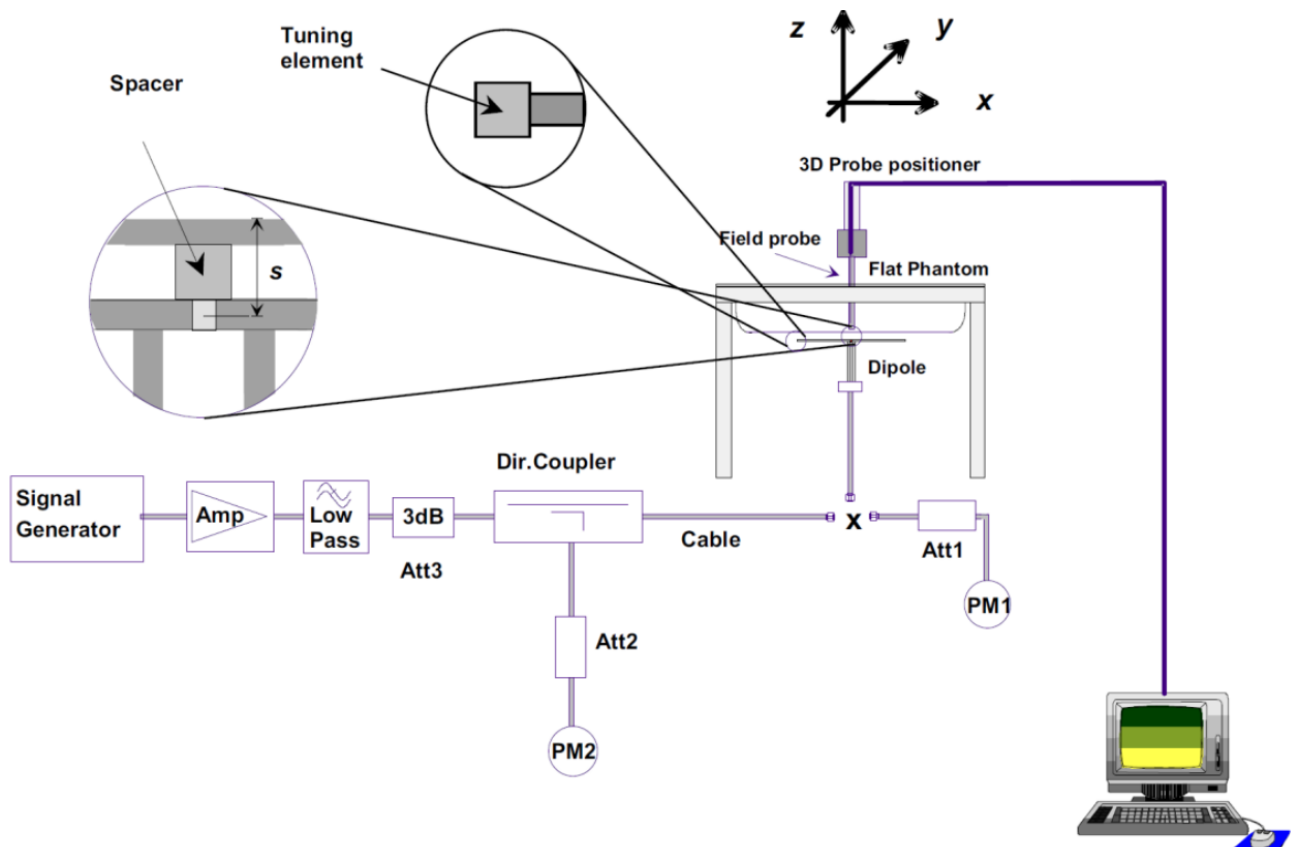 Tuning
element
Spacer
z
y
x
3D Probe positioner
Field probe
Flat Phantom
s
Dipole
Dir.Coupler
Signal
Generator
Amp
Low
Pass
3dB
Att3
Cable
x
Att1
PM1
Att2
PM2